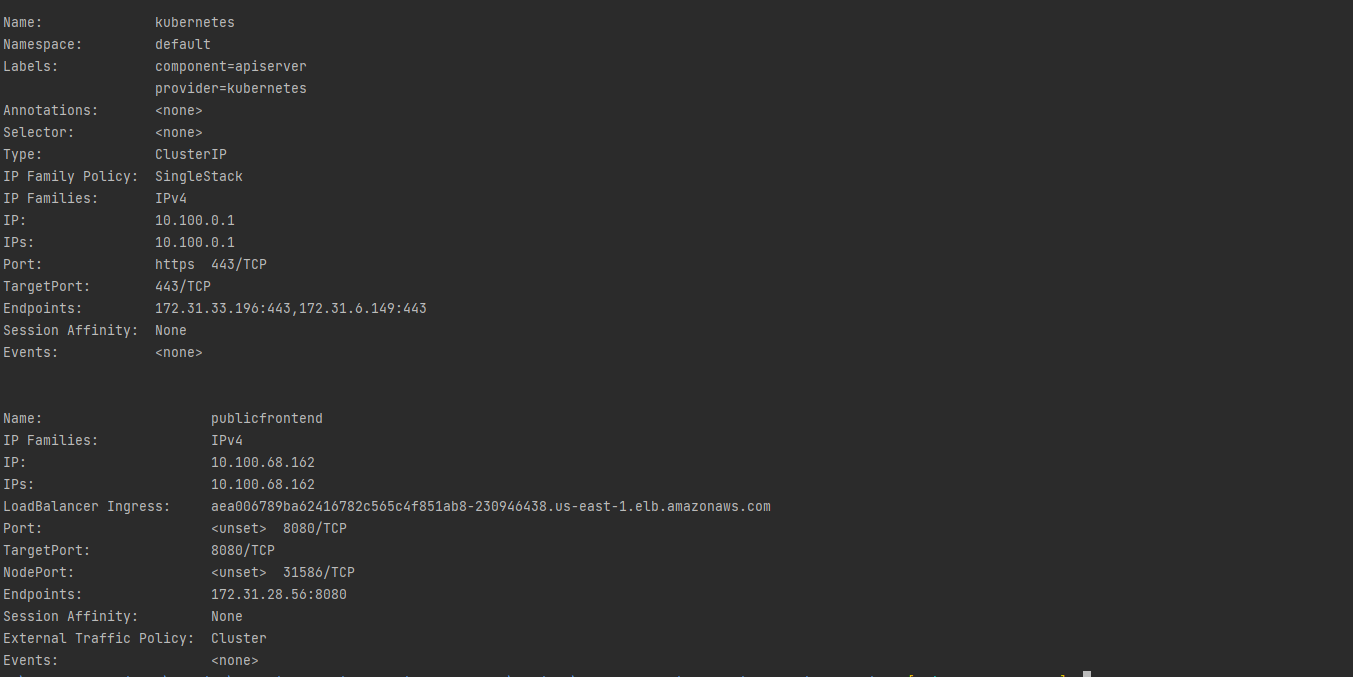 Name: kubernetes
Namespace: default
Labels: component=apiserver
provider=kubernetes
Annotations: <none>
Selector: <none>
Type: ClusterIP
IP Family Policy: SingleStack
IP Families: IPv4
IP: 10.100.0.1
IPs: 10.100.0.1
Port: https 443/TCP
TargetPort: 443/TCP
Endpoints: 172.31.33.196:443,172.31.6.149:443
Session Affinity: None
Events: <none>
Name: publicfrontend
IP Families: IPv4
IP: 10.100.68.162
IPs: 10.100.68.162
LoadBalancer Ingress: aea006789ba62416782c565c4f851ab8-230946438.us-east-1.elb.amazonaws.com
Port: <unset> 8080/TCP
TargetPort: 8080/TCP
NodePort: <unset> 31586/TCP
Endpoints: 172.31.28.56:8080
Session Affinity: None
External Traffic Policy: Cluster
Events: <none>